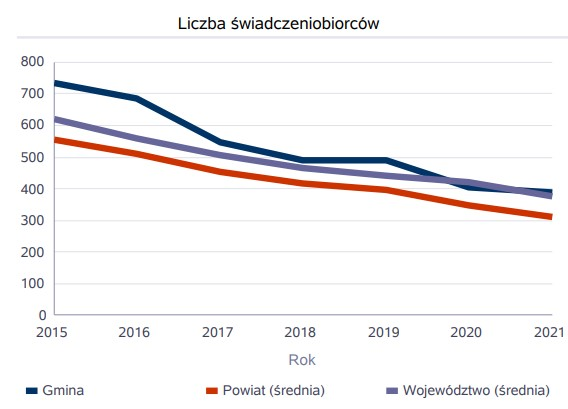 Liczba świadczeniobiorców
800
700
600
500
400
300
200
100
0
2015 2016 2017 2018 2019 2020 2021
Rok
Gmina Powiat (średnia) Województwo (średnia)